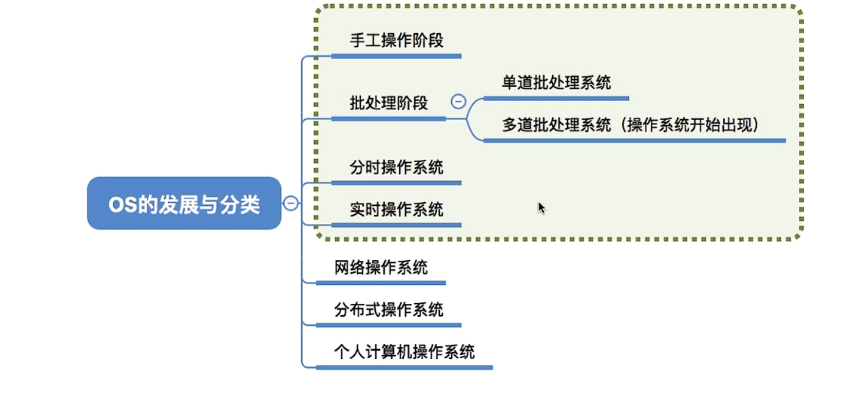 手工操作阶段
单道批处理系统
批处理阶段
多道批处理系统（操作系统开始出现）
分时操作系统
OS的发展与分类
实时操作系统
网络操作系统
分布式操作系统
个人计算机操作系统